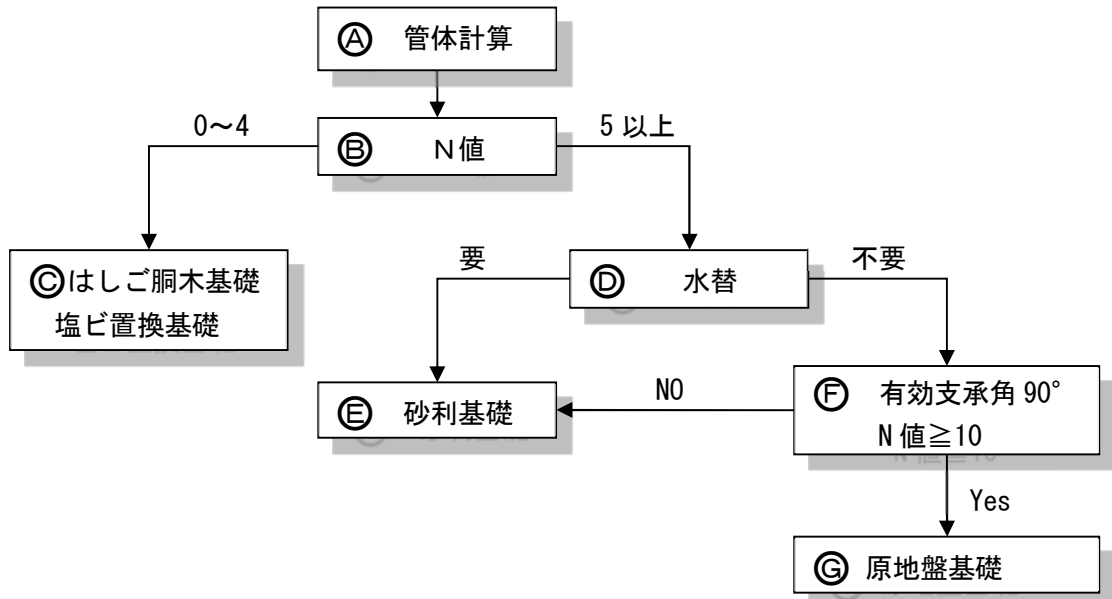 Ⓐ 管体計算
0～4
5以上
Ⓑ N値
Ⓒはしご胴木基礎
塩ビ置換基礎
要
不要
Ⓓ 水替
Ⓔ 砂利基礎
NO
Ⓕ 有効支承角90°
N値≧10
Yes
Ⓖ 原地盤基礎